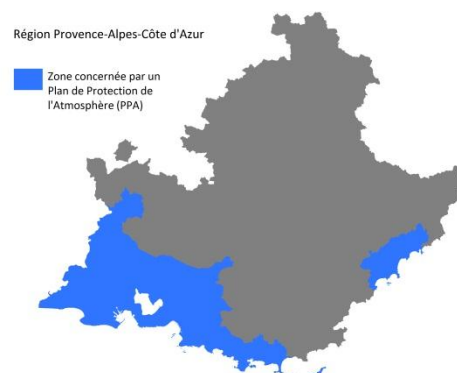 Région Provence-Alpes-Côte d'Azur
Zone concernée par un
Plan de Protection de
l'Atmosphère (PPA)